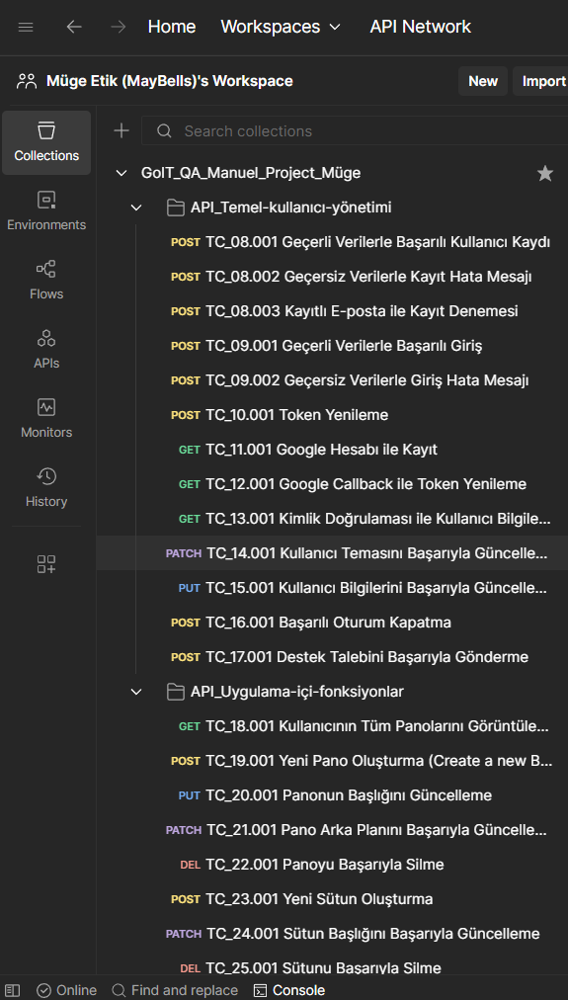 Home Workspaces API Network
Müge Etik (MayBells)'s Workspace New Import
Collections
Environments
Flows
APIs
Monitors
History
Search collections
GoIT_QA_Manuel_Project_Müge
API_Temel-kullanıcı-yönetimi
POST TC_08.001 Geçerli Verilerle Başarılı Kullanıcı Kaydı
POST TC_08.002 Geçersiz Verilerle Kayıt Hata Mesajı
POST TC_08.003 Kayıtlı E-posta ile Kayıt Denemesi
POST TC_09.001 Geçerli Verilerle Başarılı Giriş
POST TC_09.002 Geçersiz Verilerle Giriş Hata Mesajı
POST TC_10.001 Token Yenileme
GET TC_11.001 Google Hesabı ile Kayıt
GET TC_12.001 Google Callback ile Token Yenileme
GET TC_13.001 Kimlik Doğrulaması ile Kullanıcı Bilgile...
PATCH TC_14.001 Kullanıcı Temasını Başarıyla Güncelle...
PUT TC_15.001 Kullanıcı Bilgilerini Başarıyla Güncelle...
POST TC_16.001 Başarılı Oturum Kapatma
POST TC_17.001 Destek Talebini Başarıyla Gönderme
API_Uygulama-içi-fonksiyonlar
GET TC_18.001 Kullanıcının Tüm Panolarını Görüntüle...
POST TC_19.001 Yeni Pano Oluşturma (Create a new B...
PUT TC_20.001 Panonun Başlığını Güncelleme
PATCH TC_21.001 Pano Arka Planını Başarıyla Güncelle...
DEL TC_22.001 Panoyu Başarıyla Silme
POST TC_23.001 Yeni Sütun Oluşturma
PATCH TC_24.001 Sütun Başlığını Başarıyla Güncelleme
DEL TC_25.001 Sütunu Başarıyla Silme
Online Find and replace Console